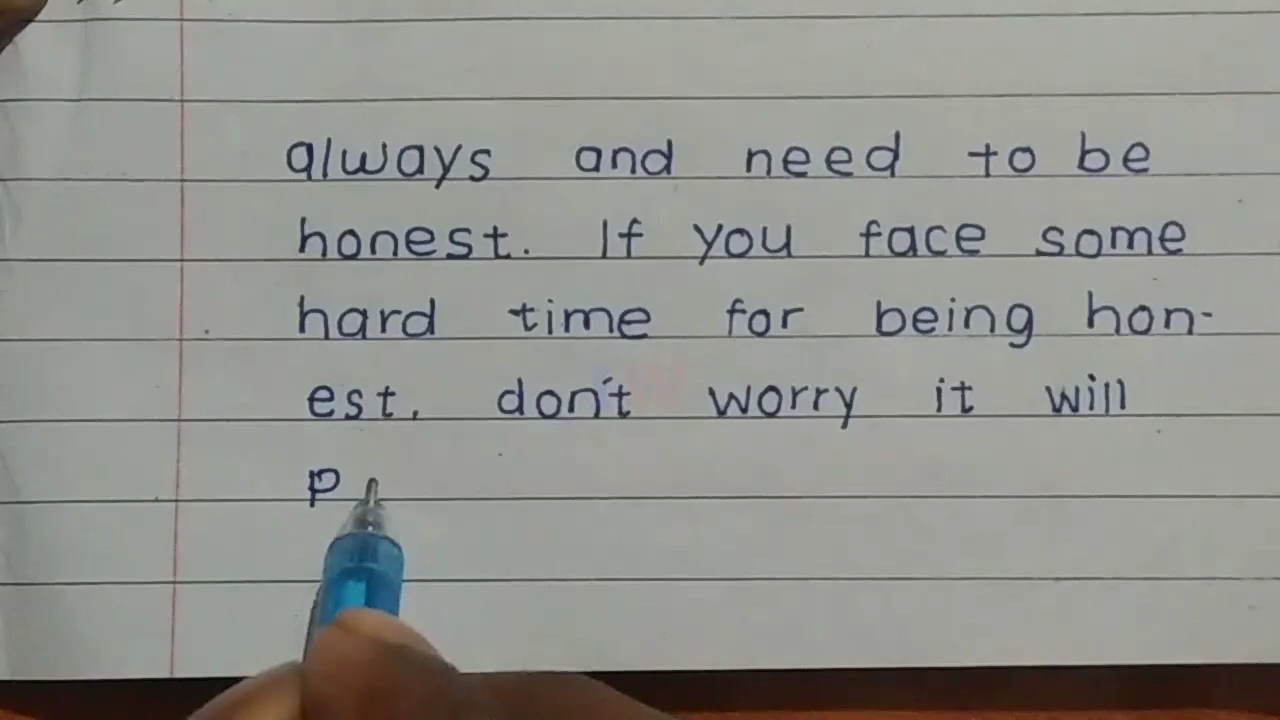 always and need to be
honest. If you face some
hard time for being hon-
est. don't worry it will
p